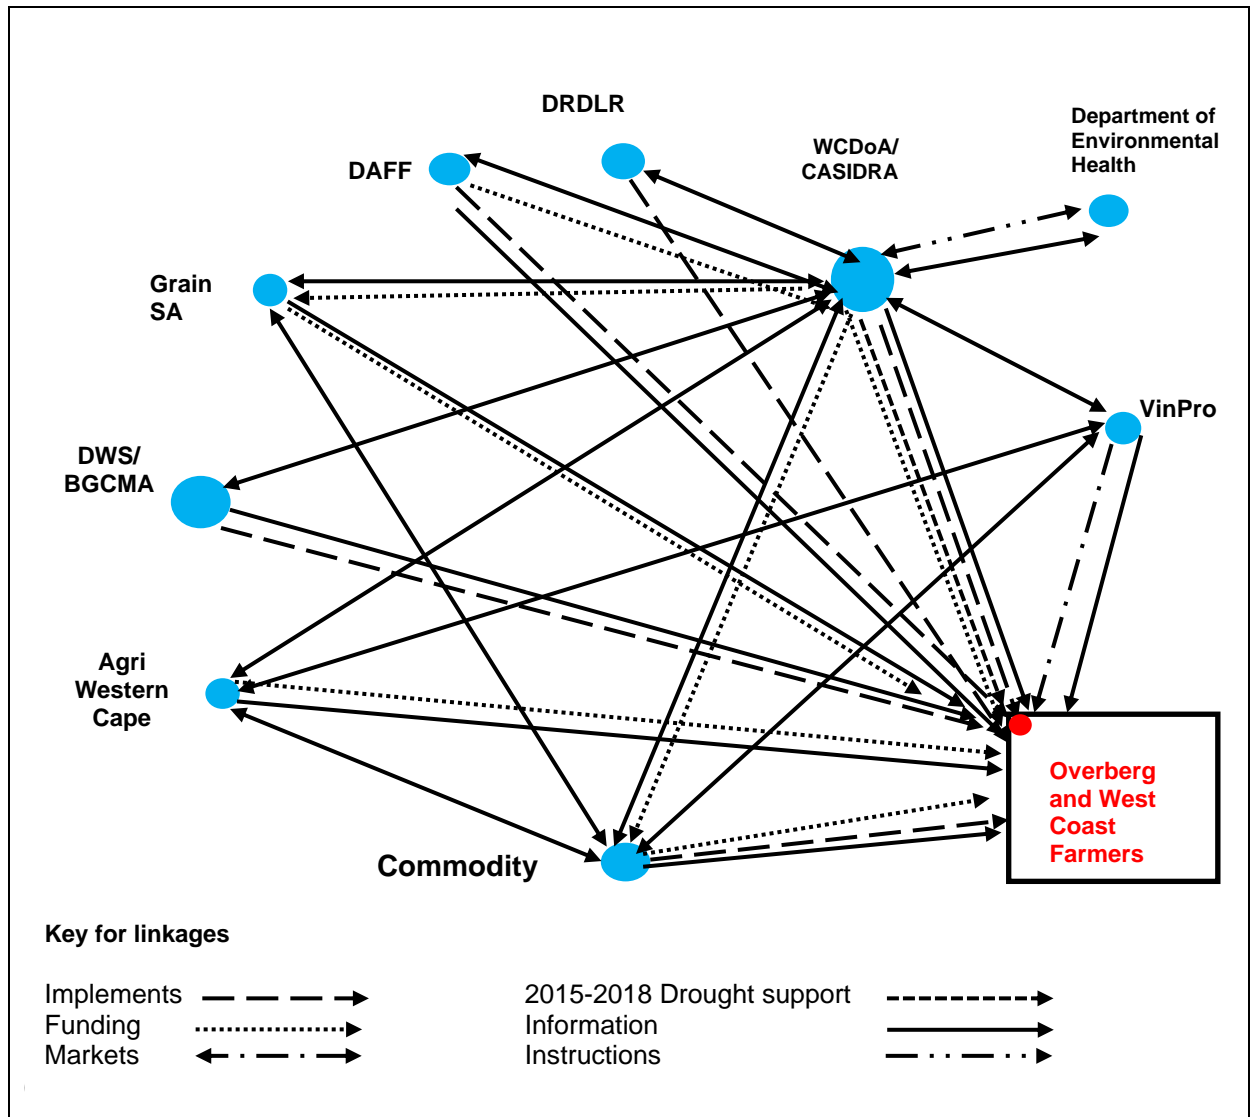 DRDLR
Department of
Environmental
Health
WCDoA/
CASIDRA
DAFF
Grain
SA
VinPro
DWS/
BGCMA
Agri
Western
Cape
Overberg
and West
Coast
Farmers
Commodity
Key for linkages
Implements
2015-2018 Drought support
Funding
Information
Markets
Instructions